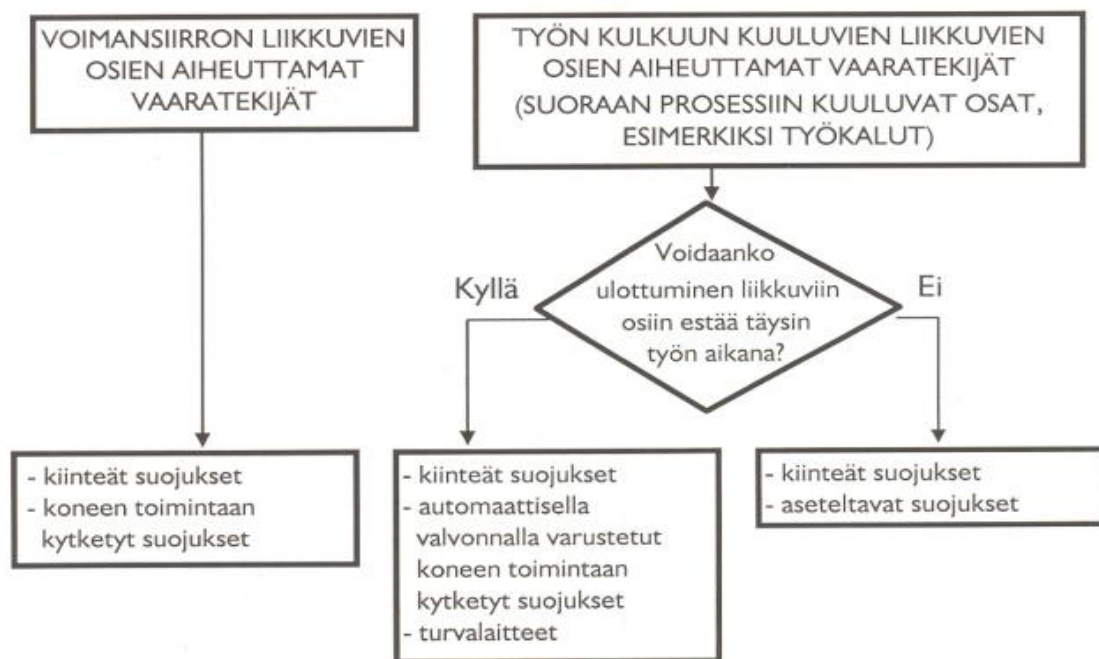 VOIMANSIIRRON LIIKKUVIEN
OSIEN AIHEUTTAMAT
VAARATEKIJÄT
TYÖN KULKUUN KUULUVIEN LIIKKUVIEN
OSIEN AIHEUTTAMAT VAARATEKIJÄT
(SUORAAN PROSESSIIN KUULUVAT OSAT,
ESIMERKIKSI TYÖKALUT)
Voidaanko
ulottuminen liikkuviin
osiin estää täysin
työn aikana?
Kyllä
Ei
- kiinteät suojukset
- koneen toimintaan
kytketyt suojukset
- kiinteät suojukset
- automaattisella
valvonnalla varustetut
koneen toimintaan
kytketyt suojukset
- turvalaitteet
- kiinteät suojukset
- aseteltavat suojukset